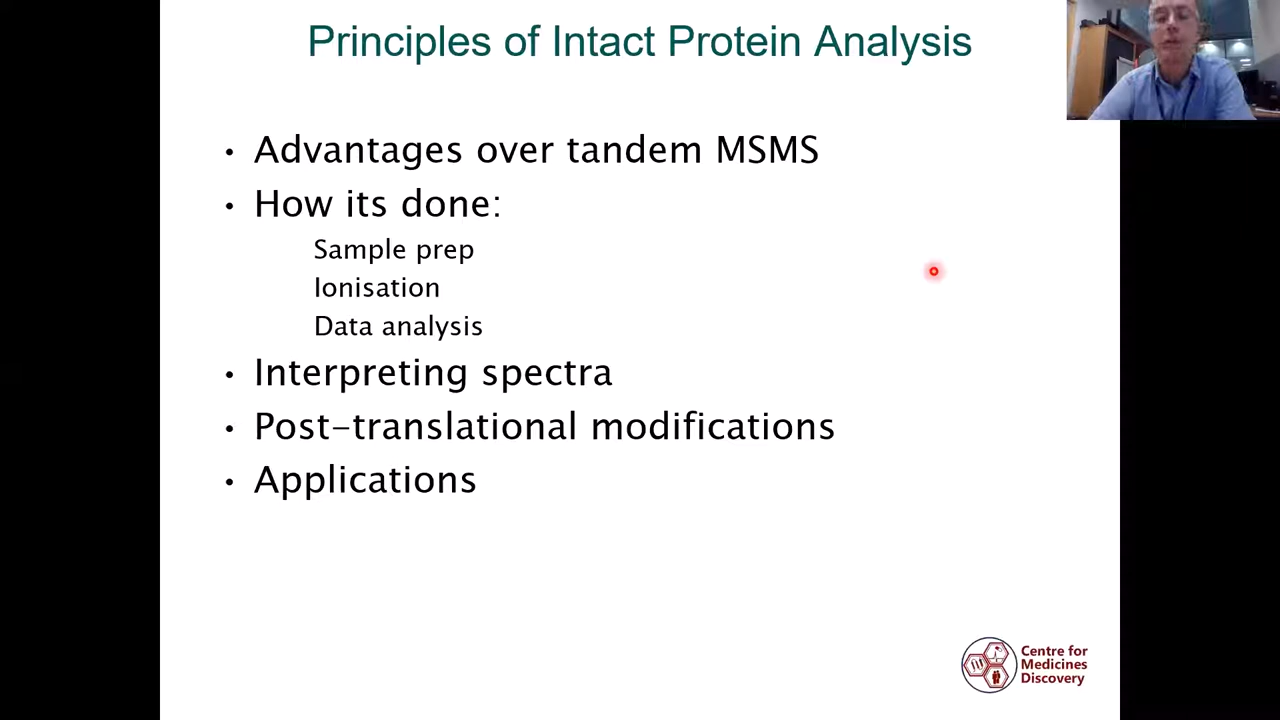 Principles of Intact Protein Analysis
• Advantages over tandem MSMS
• How its done:
Sample prep
Ionisation
Data analysis
• Interpreting spectra
• Post-translational modifications
• Applications
Centre for
Medicines
Discovery